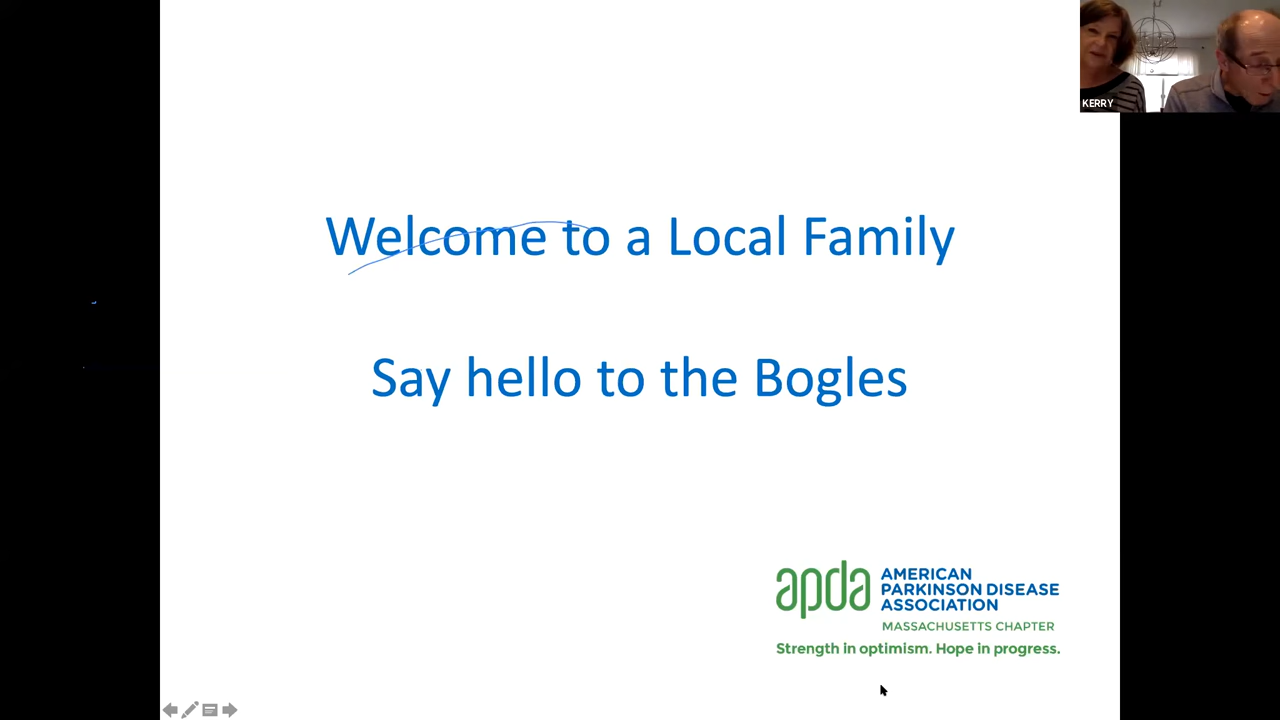 KERRY
Welcome to a Local Family
Say hello to the Bogles
apda
AMERICAN
PARKINSON DISEASE
ASSOCIATION
MASSACHUSETTS CHAPTER
Strength in optimism. Hope in progress.